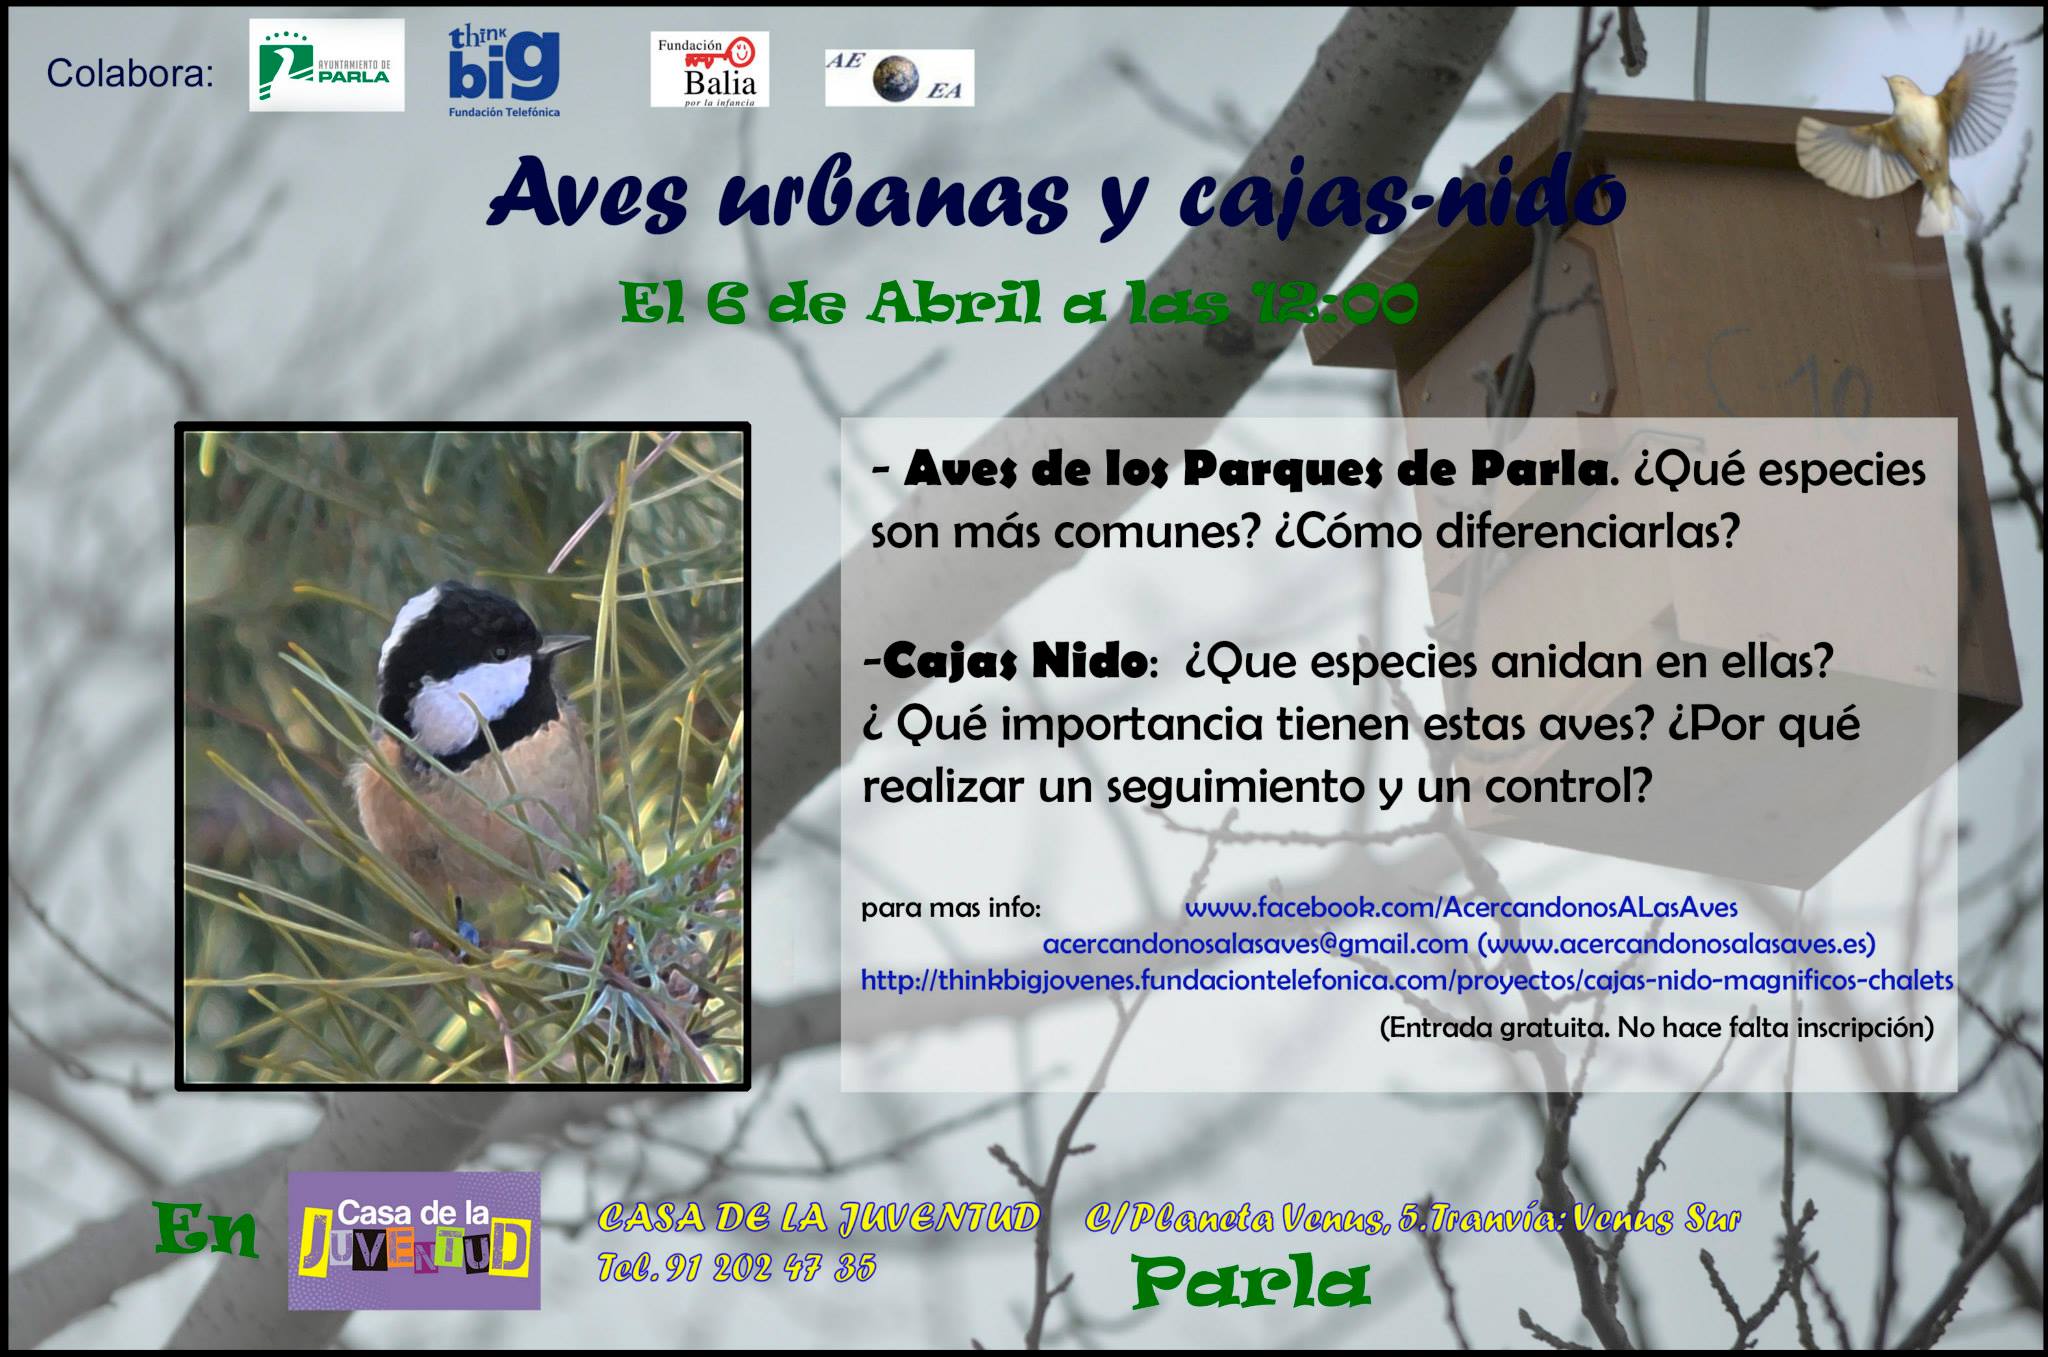 Colabora:
AYUNTAMIENTO DE
PARLA
think
big
Fundación Telefónica
Fundación
Balia
por la infancia
AE
EA
Aves urbanas y cajas-nido
El 6 de Abril a las 12:00
C 10
- Aves de los Parques de Parla. ¿Qué especies
son más comunes? ¿Cómo diferenciarlas?
-Cajas Nido: ¿Que especies anidan en ellas?
¿ Qué importancia tienen estas aves? ¿Por qué
realizar un seguimiento y un control?
para mas info: www.facebook.com/AcercandonosALasAves
acercandonosalasaves@gmail.com (www.acercandonosalasaves.es)
http://thinkbigjovenes.fundaciontelefonica.com/proyectos/cajas-nido-magnificos-chalets
(Entrada gratuita. No hace falta inscripción)
En
Casa de la
JUVENTUD
CASA DE LA JUVENTUD C/Planeta Venus, 5.Tranvía: Venus Sur
Tel. 91 202 47 35
Parla